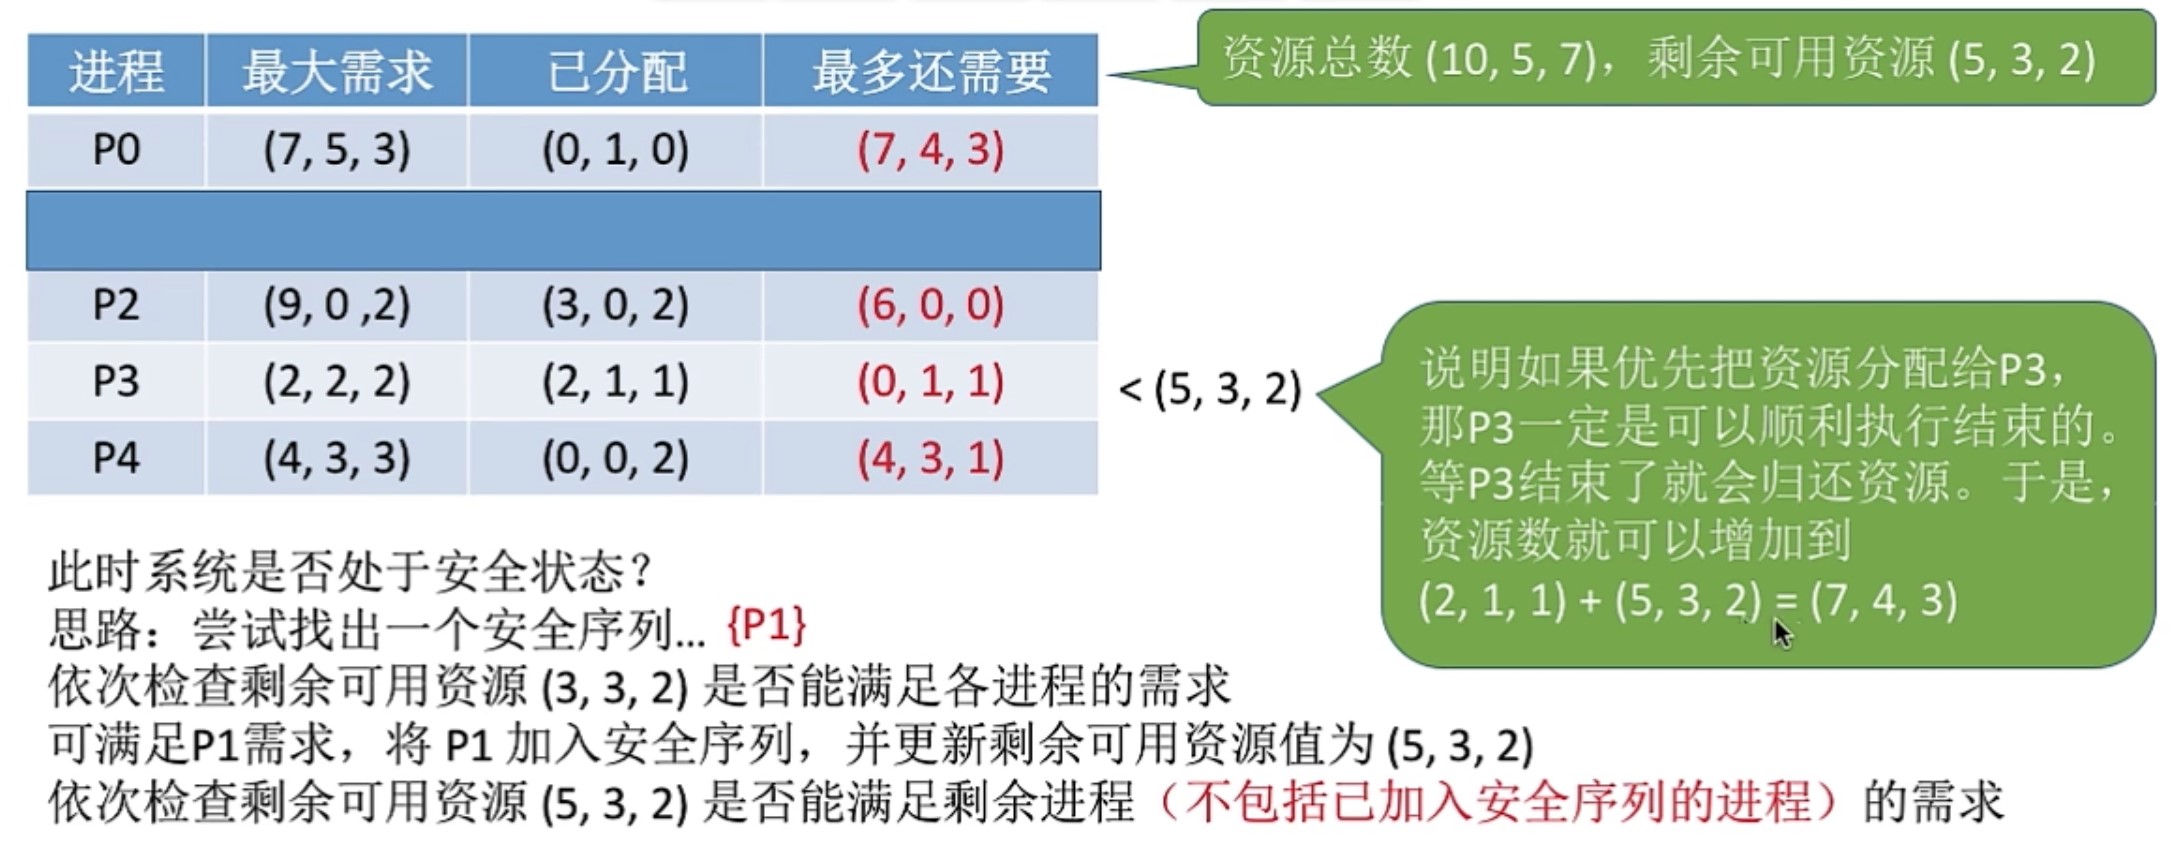 进程 最大需求 已分配 最多还需要
资源总数 (10, 5, 7)，剩余可用资源 (5, 3, 2)
P0 (7, 5, 3) (0, 1, 0) (7, 4, 3)
P2 (9, 0 ,2) (3, 0, 2) (6, 0, 0)
P3 (2, 2, 2) (2, 1, 1) (0, 1, 1)
< (5, 3, 2)
P4 (4, 3, 3) (0, 0, 2) (4, 3, 1)
说明如果优先把资源分配给P3，
那P3一定是可以顺利执行结束的。
等P3结束了就会归还资源。于是，
资源数就可以增加到
(2, 1, 1) + (5, 3, 2) = (7, 4, 3)
此时系统是否处于安全状态？
思路：尝试找出一个安全序列... {P1}
依次检查剩余可用资源 (3, 3, 2) 是否能满足各进程的需求
可满足P1需求，将 P1 加入安全序列，并更新剩余可用资源值为 (5, 3, 2)
依次检查剩余可用资源 (5, 3, 2) 是否能满足剩余进程（不包括已加入安全序列的进程）的需求